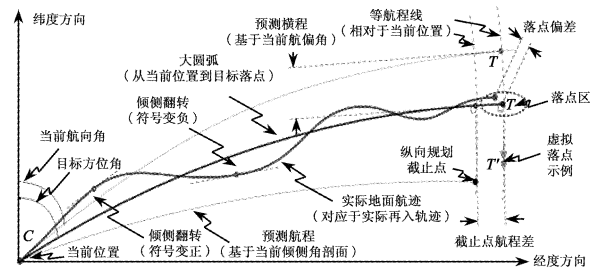 纬度方向
预测横程
(基于当前航偏角)
等航程线
(相对于当前位置)
落点偏差
大圆弧
(从当前位置到目标落点)
T
倾侧翻转
(符号变负)
T
落点区
当前航向角
目标方位角
纵向规划
截止点
T'
虚拟
落点
示例
实际地面航迹
(对应于实际再入轨迹)
C
倾侧翻转
(符号变正)
预测航程
(基于当前倾侧角剖面)
当前位置
截止点航程差
经度方向